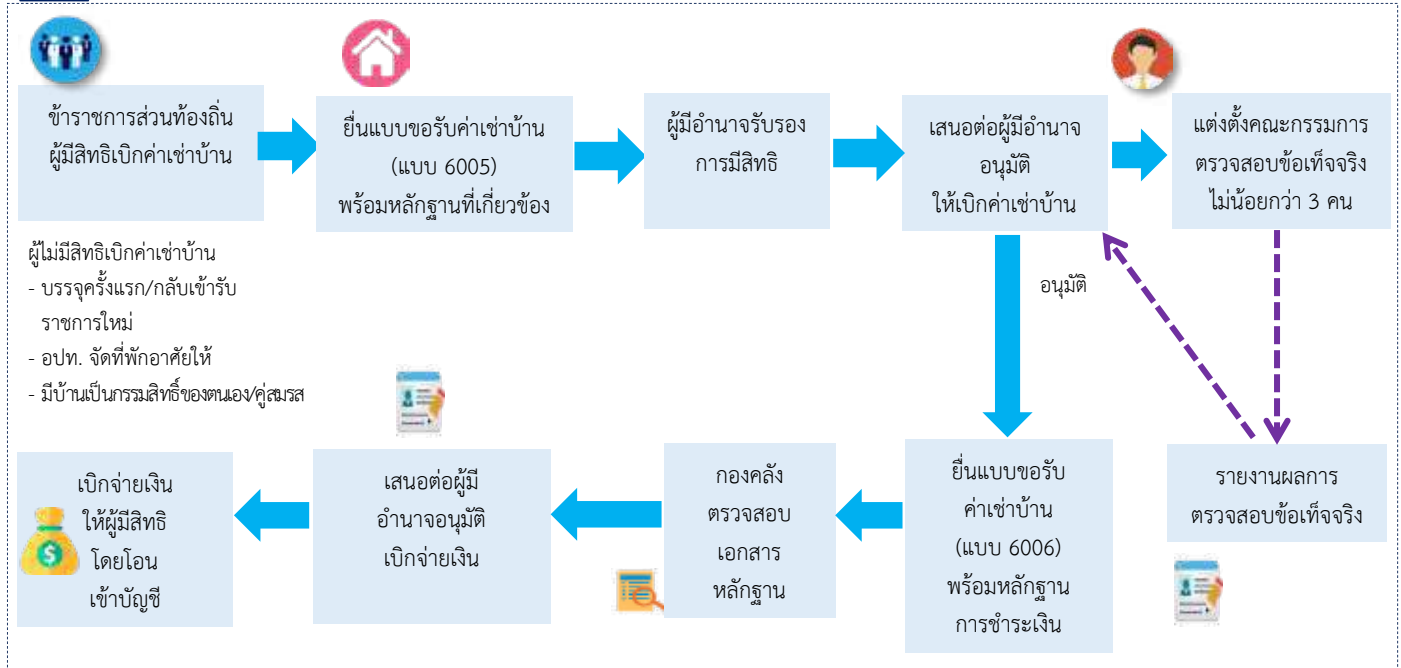 ข้าราชการส่วนท้องถิ่น
ผู้มีสิทธิเบิกค่าเช่าบ้าน
ยื่นแบบขอรับค่าเช่าบ้าน
(แบบ 6005)
พร้อมหลักฐานที่เกี่ยวข้อง
ผู้มีอำนาจรับรอง
การมีสิทธิ
เสนอต่อผู้มีอำนาจ
อนุมัติ
ให้เบิกค่าเช่าบ้าน
แต่งตั้งคณะกรรมการ
ตรวจสอบข้อเท็จจริง
ไม่น้อยกว่า 3 คน
ผู้ไม่มีสิทธิเบิกค่าเช่าบ้าน
- บรรจุครั้งแรก/กลับเข้ารับ
ราชการใหม่
- อปท. จัดที่พักอาศัยให้
- มีบ้านเป็นกรรมสิทธิ์ของตนเอง/คู่สมรส
อนุมัติ
รายงานผลการ
ตรวจสอบข้อเท็จจริง
ยื่นแบบขอรับ
ค่าเช่าบ้าน
(แบบ 6006)
พร้อมหลักฐาน
การชำระเงิน
กองคลัง
ตรวจสอบ
เอกสาร
หลักฐาน
เสนอต่อผู้มี
อำนาจอนุมัติ
เบิกจ่ายเงิน
เบิกจ่ายเงิน
ให้ผู้มีสิทธิ
โดยโอน
เข้าบัญชี